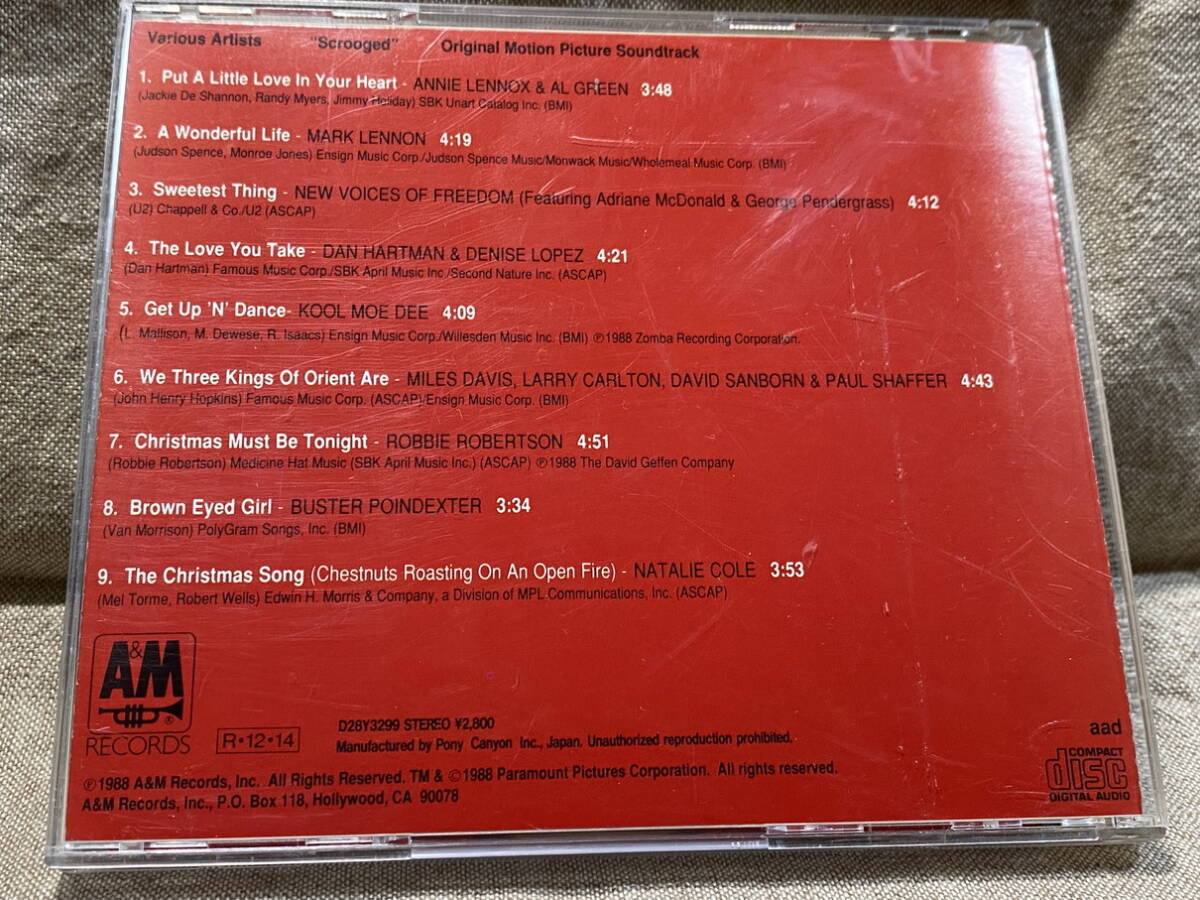 Various Artists "Scrooged" Original Motion Picture Soundtrack
1. Put A Little Love In Your Heart - ANNIE LENNOX & AL GREEN 3:48
(Jackie De Shannon, Randy Myers, Jimmy Holiday) SBK Unart Catalog Inc. (BMI)
2. A Wonderful Life - MARK LENNON 4:19
(Judson Spence, Monroe Jones) Ensign Music Corp./Judson Spence Music/Monwack Music/Wholemeal Music Corp. (BMI)
3. Sweetest Thing - NEW VOICES OF FREEDOM (Featuring Adriane McDonald & George Pendergrass) 4:12
(U2) Chappell & Co./U2 (ASCAP)
4. The Love You Take - DAN HARTMAN & DENISE LOPEZ 4:21
(Dan Hartman) Famous Music Corp./SBK April Music Inc./Second Nature Inc. (ASCAP)
5. Get Up 'N' Dance- KOOL MOE DEE 4:09
(L. Mallison, M. Dewese, R. Isaacs) Ensign Music Corp./Willesden Music Inc. (BMI) ℗1988 Zomba Recording Corporation.
6. We Three Kings Of Orient Are - MILES DAVIS, LARRY CARLTON, DAVID SANBORN & PAUL SHAFFER 4:43
(John Henry Hopkins) Famous Music Corp. (ASCAP)/Ensign Music Corp. (BMI)
7. Christmas Must Be Tonight - ROBBIE ROBERTSON 4:51
(Robbie Robertson) Medicine Hat Music (SBK April Music Inc.) (ASCAP) ℗1988 The David Geffen Company
8. Brown Eyed Girl - BUSTER POINDEXTER 3:34
(Van Morrison) PolyGram Songs, Inc. (BMI)
9. The Christmas Song (Chestnuts Roasting On An Open Fire) - NATALIE COLE 3:53
(Mel Torme, Robert Wells) Edwin H. Morris & Company, a Division of MPL Communications, Inc. (ASCAP)
A&M
®
RECORDS
R•12•14
D28Y3299 STEREO ¥2,800
Manufactured by Pony Canyon Inc., Japan. Unauthorized reproduction prohibited.
℗1988 A&M Records, Inc. All Rights Reserved. TM & ©1988 Paramount Pictures Corporation. All rights reserved.
A&M Records, Inc., P.O. Box 118, Hollywood, CA 90078
aad
COMPACT
disc
DIGITAL AUDIO